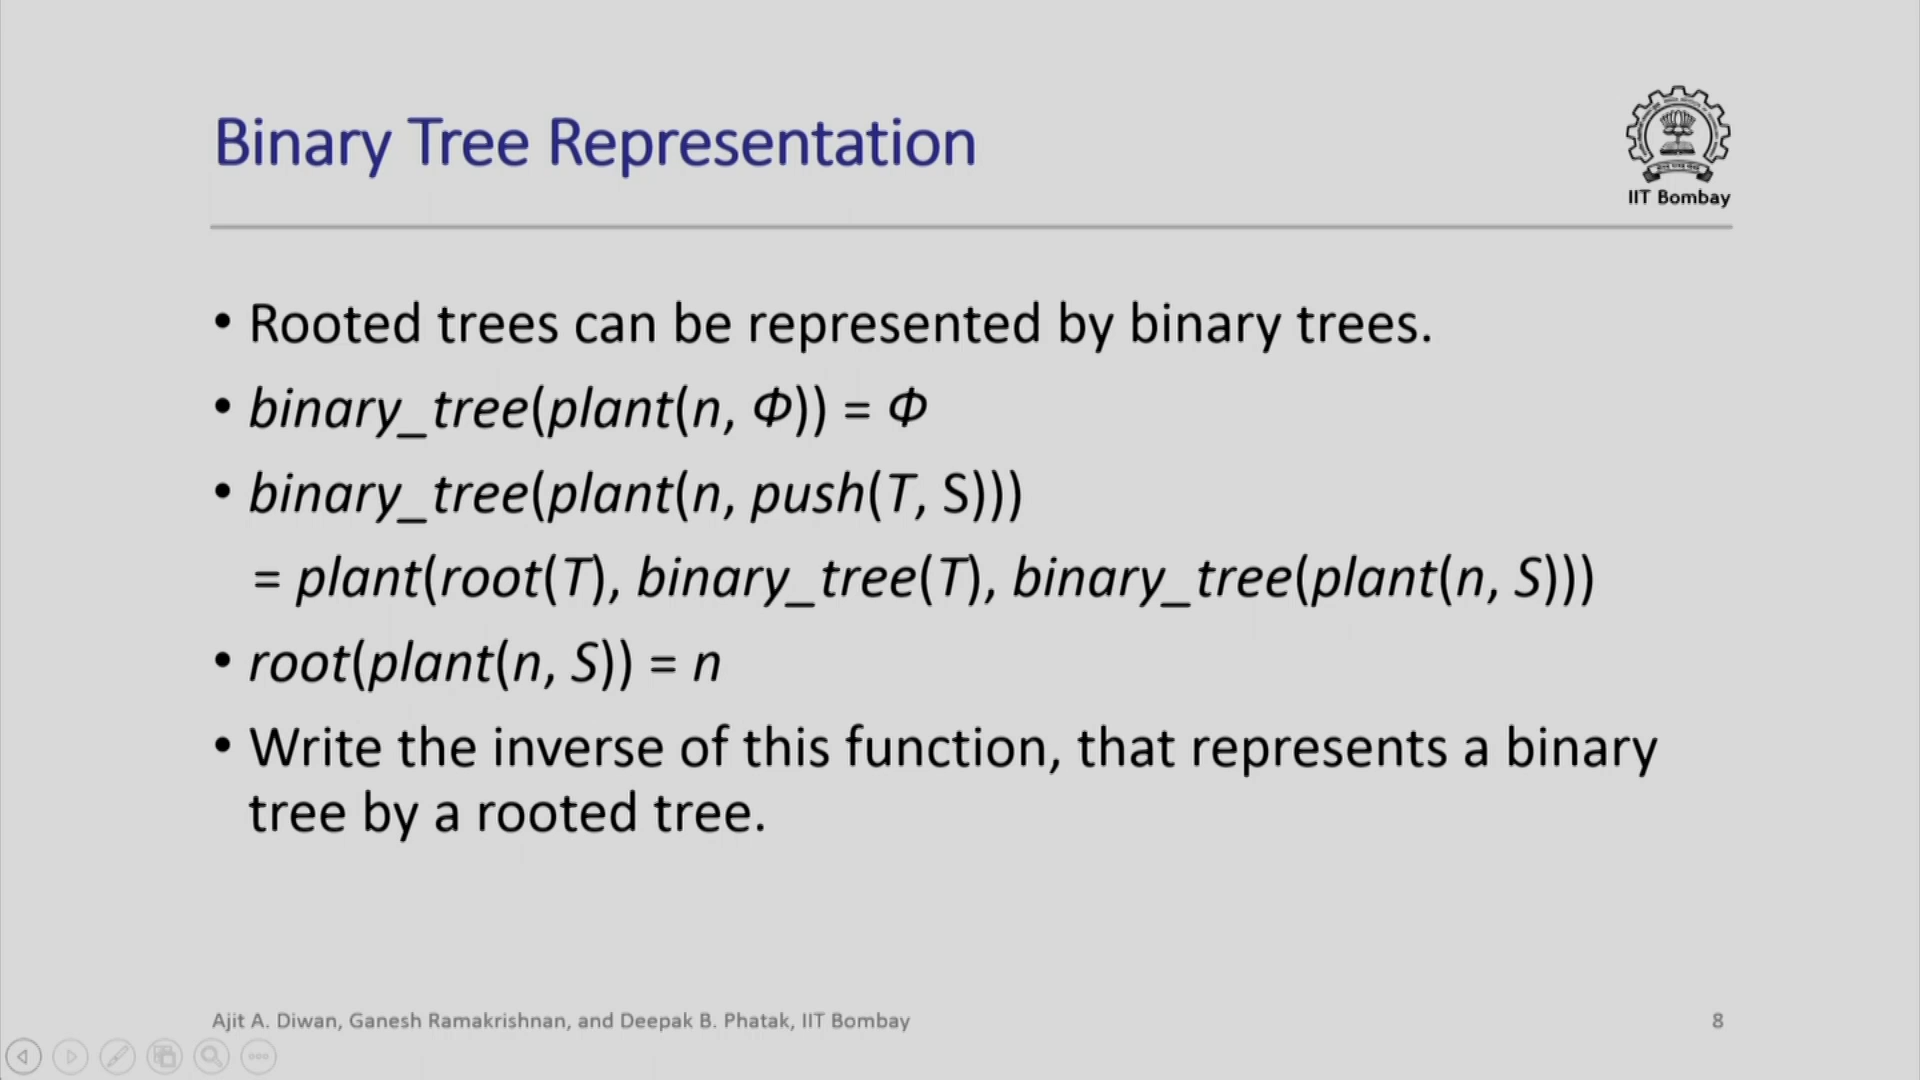 Binary Tree Representation
IIT Bombay
• Rooted trees can be represented by binary trees.
• binary_tree(plant(n, Φ)) = Φ
• binary_tree(plant(n, push(T, S)))
= plant(root(T), binary_tree(T), binary_tree(plant(n, S)))
• root(plant(n, S)) = n
• Write the inverse of this function, that represents a binary
tree by a rooted tree.
Ajit A. Diwan, Ganesh Ramakrishnan, and Deepak B. Phatak, IIT Bombay
8